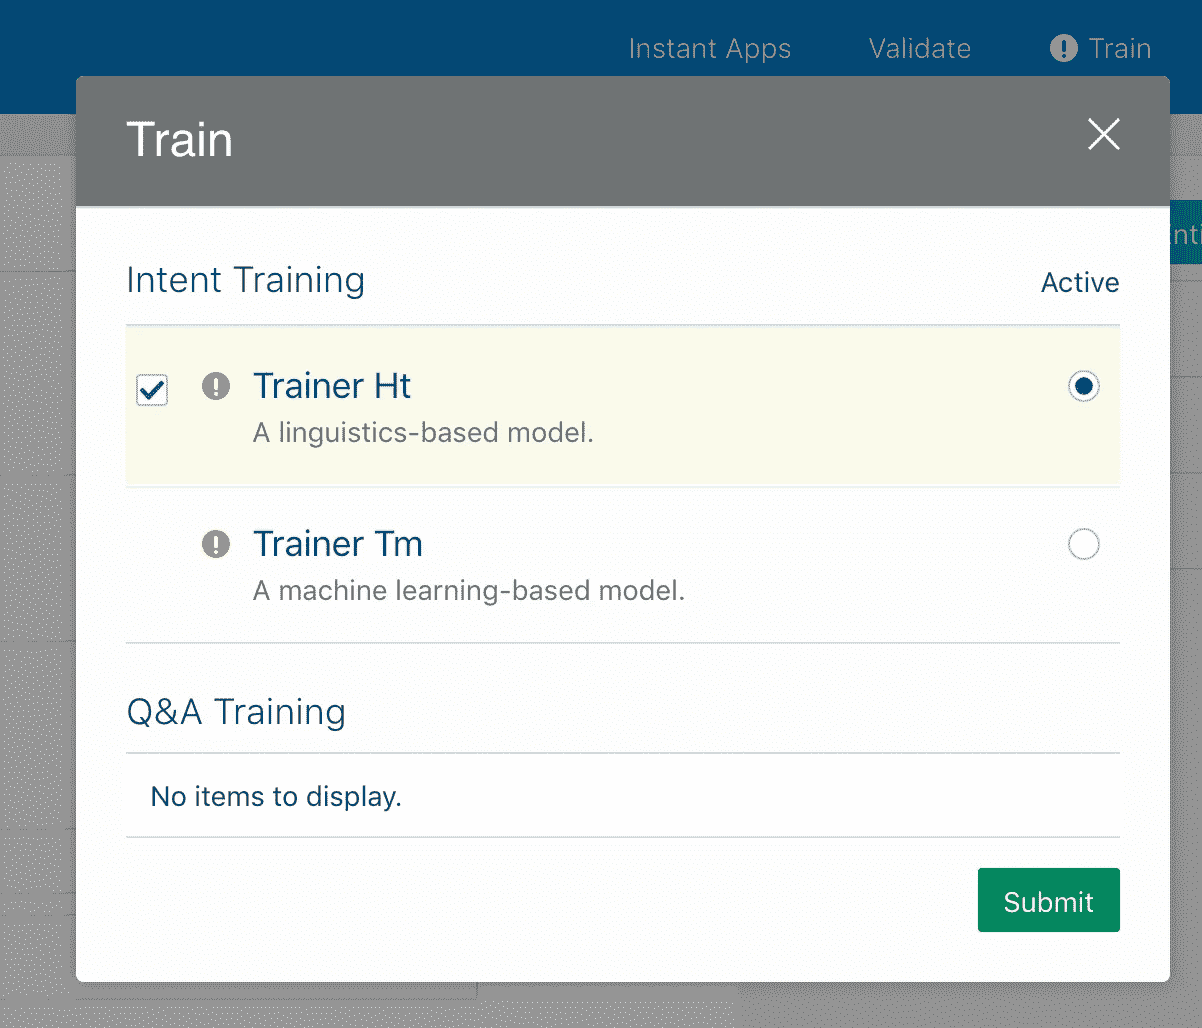 Instant Apps Validate Train
Train
Intent Training Active
Trainer Ht
A linguistics-based model.
Trainer Tm
A machine learning-based model.
Q&A Training
No items to display.
Submit